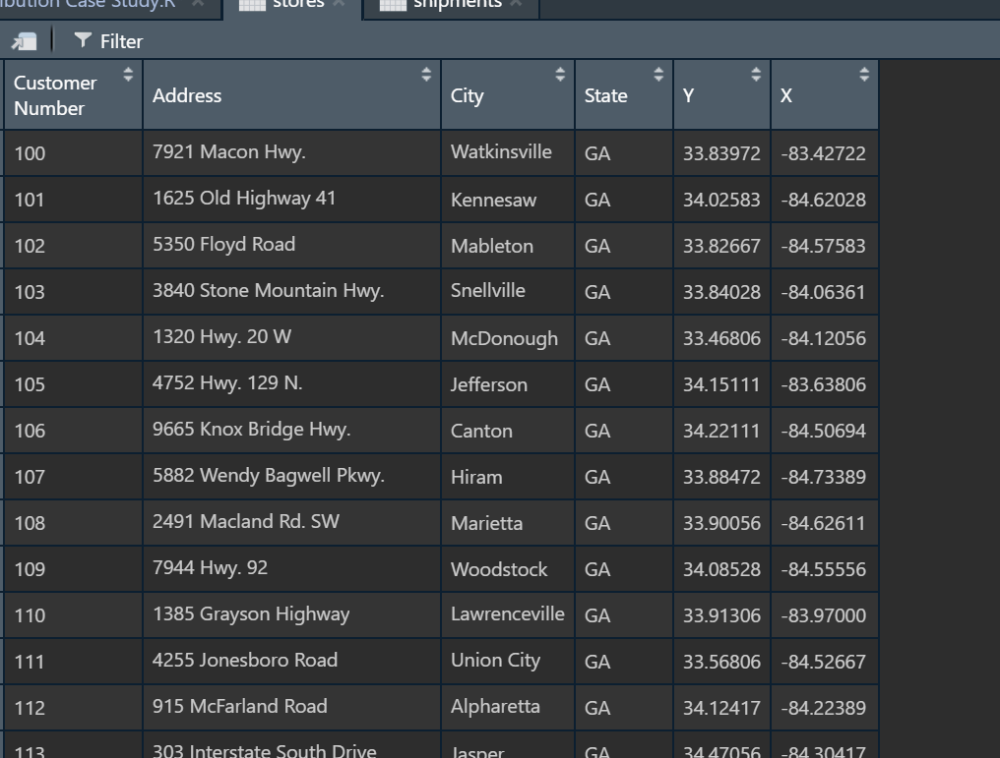 ibution Case Study.R × stores × shipments ×
Filter
Customer Number Address City State Y X
100 7921 Macon Hwy. Watkinsville GA 33.83972 -83.42722
101 1625 Old Highway 41 Kennesaw GA 34.02583 -84.62028
102 5350 Floyd Road Mableton GA 33.82667 -84.57583
103 3840 Stone Mountain Hwy. Snellville GA 33.84028 -84.06361
104 1320 Hwy. 20 W McDonough GA 33.46806 -84.12056
105 4752 Hwy. 129 N. Jefferson GA 34.15111 -83.63806
106 9665 Knox Bridge Hwy. Canton GA 34.22111 -84.50694
107 5882 Wendy Bagwell Pkwy. Hiram GA 33.88472 -84.73389
108 2491 Macland Rd. SW Marietta GA 33.90056 -84.62611
109 7944 Hwy. 92 Woodstock GA 34.08528 -84.55556
110 1385 Grayson Highway Lawrenceville GA 33.91306 -83.97000
111 4255 Jonesboro Road Union City GA 33.56806 -84.52667
112 915 McFarland Road Alpharetta GA 34.12417 -84.22389
113 303 Interstate South Drive Jasper GA 34.47056 -84.30417